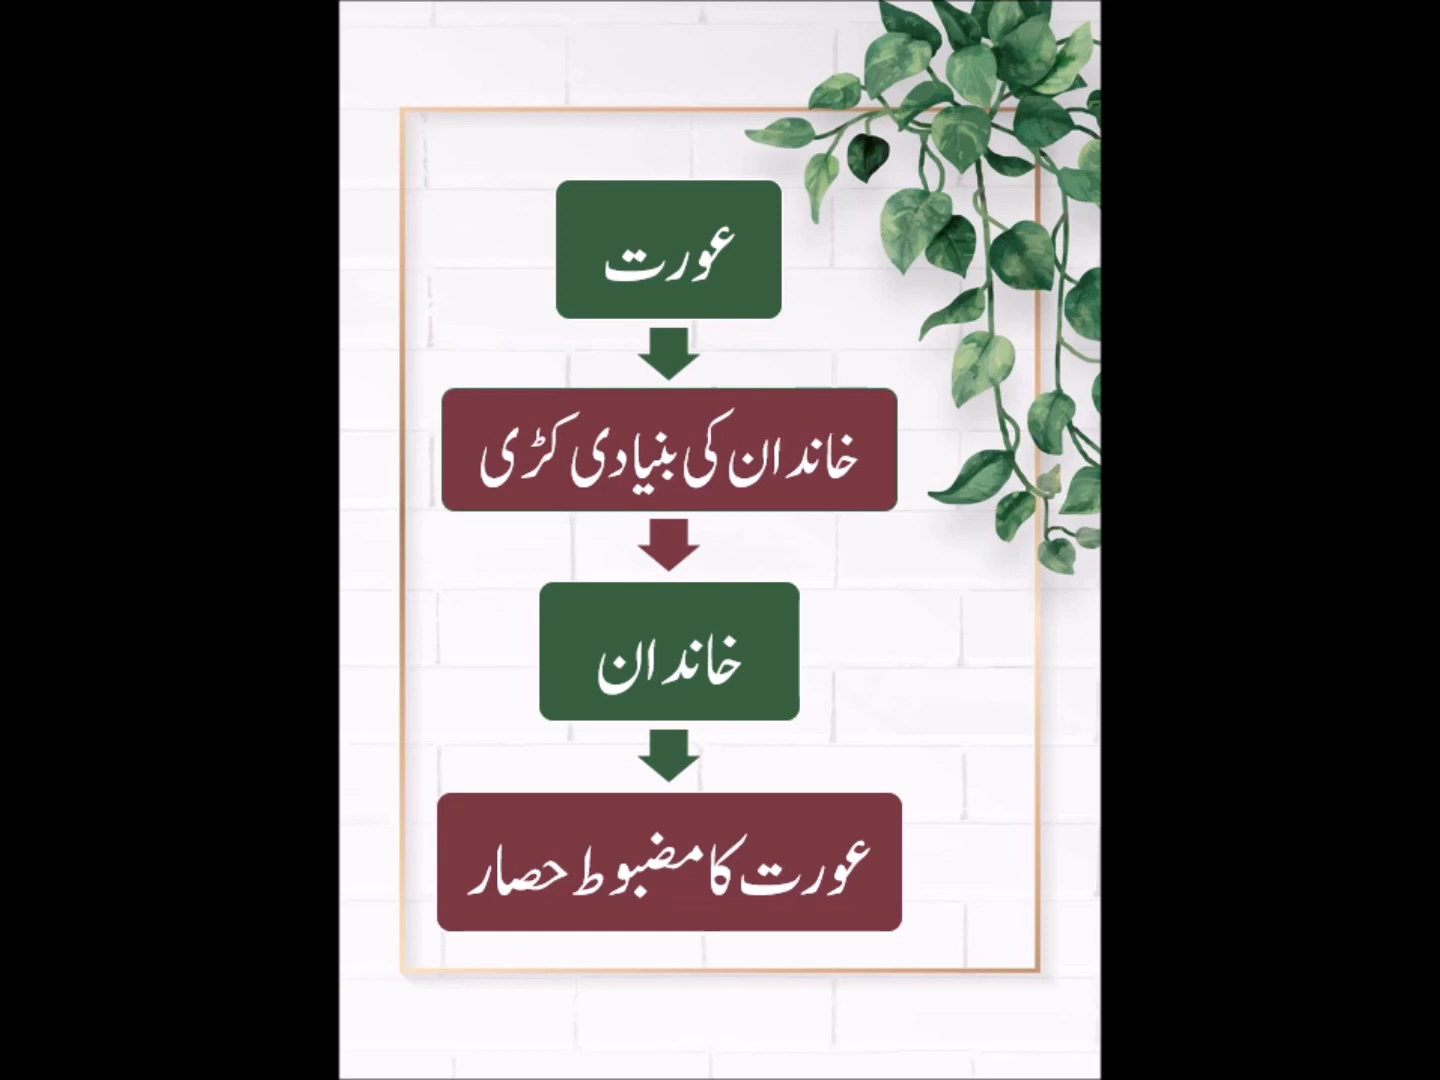 عورت
خاندان کی بنیادی کڑی
خاندان
عورت کا مضبوط حصار